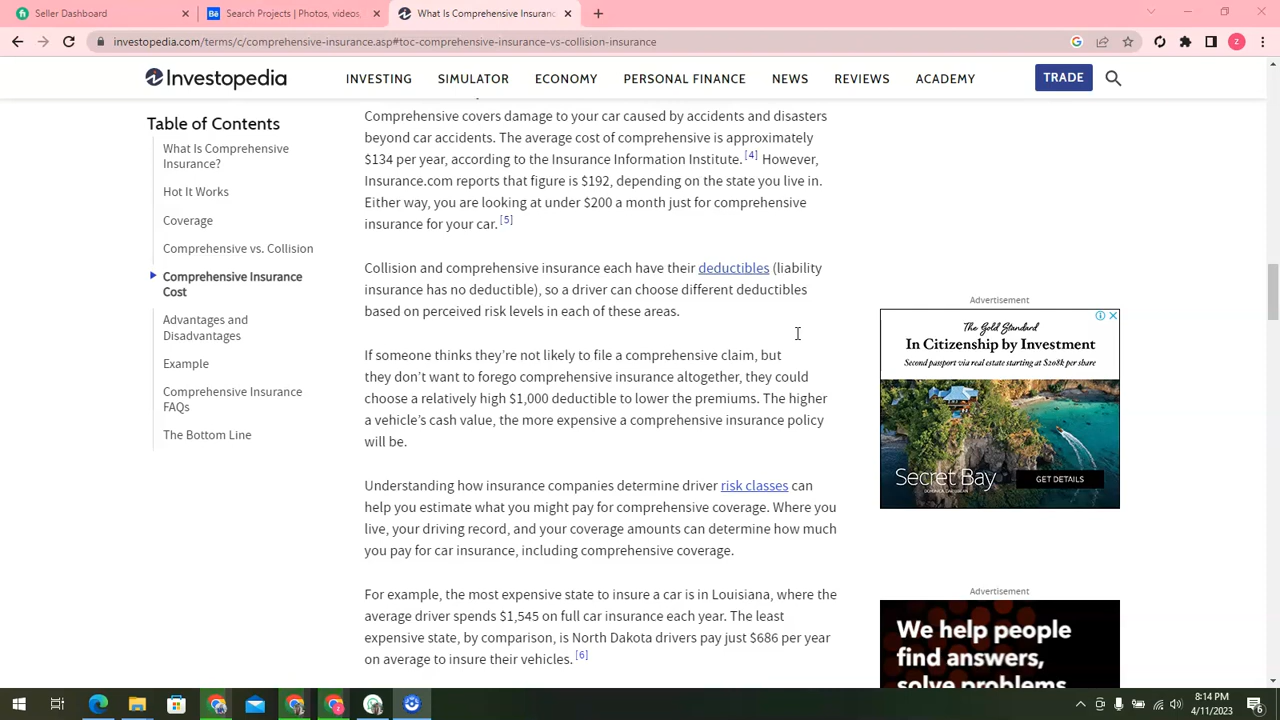 Seller Dashboard
Search Projects | Photos, videos,
What Is Comprehensive Insuranc
investopedia.com/terms/c/comprehensive-insurance.asp#toc-comprehensive-insurance-vs-collision-insurance
Investopedia
INVESTING
SIMULATOR
ECONOMY
PERSONAL FINANCE
NEWS
REVIEWS
ACADEMY
TRADE
Table of Contents
What Is Comprehensive
Insurance?
Hot It Works
Coverage
Comprehensive vs. Collision
Comprehensive Insurance
Cost
Advantages and
Disadvantages
Example
Comprehensive Insurance
FAQs
The Bottom Line
Comprehensive covers damage to your car caused by accidents and disasters
beyond car accidents. The average cost of comprehensive is approximately
$134 per year, according to the Insurance Information Institute.[4] However,
Insurance.com reports that figure is $192, depending on the state you live in.
Either way, you are looking at under $200 a month just for comprehensive
insurance for your car.[5]
Collision and comprehensive insurance each have their deductibles (liability
insurance has no deductible), so a driver can choose different deductibles
based on perceived risk levels in each of these areas.
If someone thinks they're not likely to file a comprehensive claim, but
they don't want to forego comprehensive insurance altogether, they could
choose a relatively high $1,000 deductible to lower the premiums. The higher
a vehicle's cash value, the more expensive a comprehensive insurance policy
will be.
Understanding how insurance companies determine driver risk classes can
help you estimate what you might pay for comprehensive coverage. Where you
live, your driving record, and your coverage amounts can determine how much
you pay for car insurance, including comprehensive coverage.
For example, the most expensive state to insure a car is in Louisiana, where the
average driver spends $1,545 on full car insurance each year. The least
expensive state, by comparison, is North Dakota drivers pay just $686 per year
on average to insure their vehicles.[6]
Advertisement
The Gold Standard
In Citizenship by Investment
Second passport via real estate starting at $208k per share
Secret Bay
GET DETAILS
Advertisement
We help people
find answers,
solve problems
8:14 PM
4/11/2023